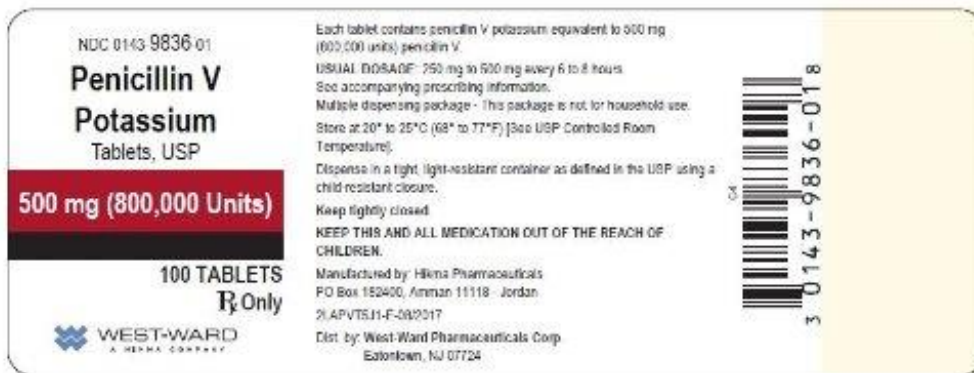 NDC 0143 9836 01
Penicillin V
Potassium
Tablets, USP
500 mg (800,000 Units)
100 TABLETS
Rx Only
WEST-WARD
A HIKMA COMPANY
Each tablet contains penicillin V potassium equivalent to 500 mg
(800,000 units) penicillin V.
USUAL DOSAGE: 250 mg to 500 mg every 6 to 8 hours
See accompanying prescribing information.
Multiple dispensing package - This package is not for household use.
Store at 20° to 25°C (68° to 77°F) [See USP Controlled Room
Temperature].
Dispense in a tight, light-resistant container as defined in the USP using a
child-resistant closure.
Keep tightly closed
KEEP THIS AND ALL MEDICATION OUT OF THE REACH OF
CHILDREN.
Manufactured by: Hikma Pharmaceuticals
PO Box 182400, Amman 11118 - Jordan
Dist. by: West-Ward Pharmaceuticals Corp
Eatontown, NJ 07724
3 0143-9836-01 8